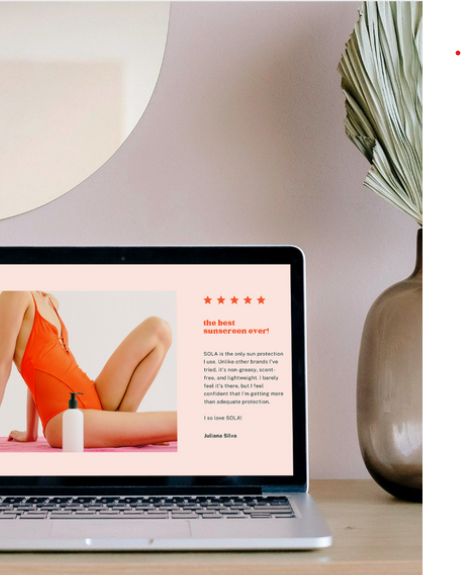 the best
sunscreen ever!
SOLA is the only sun protection
I use. Unlike other brands I've
tried, it's non-greasy, scent-
free, and lightweight. I barely
feel it's there, but I feel
confident that I'm getting more
than adequate protection.
I so love SOLA!
Juliana Silva